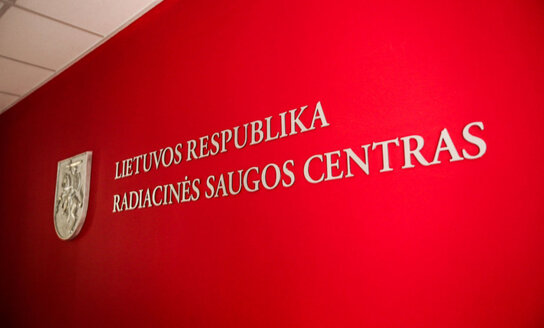 LIETUVOS RESPUBLIKA
RADIACINĖS SAUGOS CENTRAS